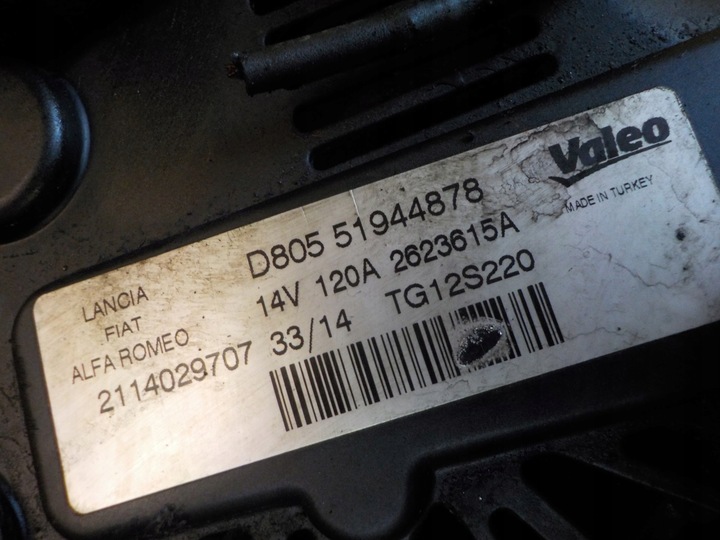 Valeo
MADE IN TURKEY
D805 51944878
14V 120A 2623615A
33/14 TG12S220
LANCIA
FIAT
ALFA ROMEO
2114029707